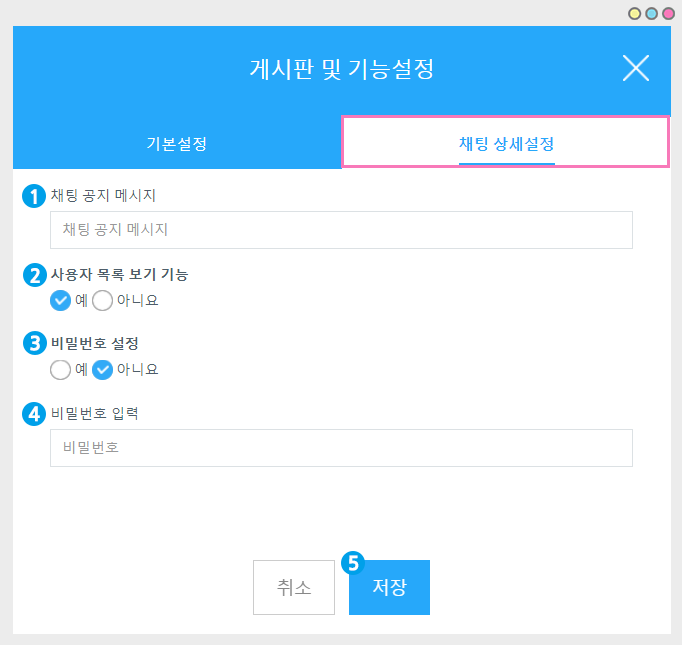 게시판 및 기능설정
기본설정 채팅 상세설정
1 채팅 공지 메시지
채팅 공지 메시지
2 사용자 목록 보기 기능
예 아니요
3 비밀번호 설정
예 아니요
4 비밀번호 입력
비밀번호
취소 5 저장